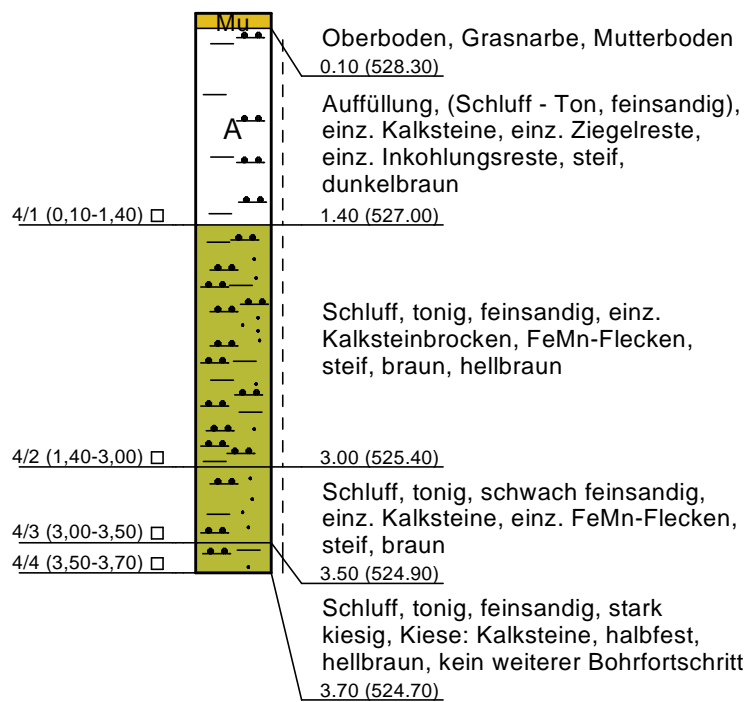 Mu
Oberboden, Grasnarbe, Mutterboden
0.10 (528.30)
Auffüllung, (Schluff - Ton, feinsandig),
einz. Kalksteine, einz. Ziegelreste,
einz. Inkohlungsreste, steif,
dunkelbraun
A
4/1 (0,10-1,40)
1.40 (527.00)
Schluff, tonig, feinsandig, einz.
Kalksteinbrocken, FeMn-Flecken,
steif, braun, hellbraun
4/2 (1,40-3,00)
3.00 (525.40)
Schluff, tonig, schwach feinsandig,
einz. Kalksteine, einz. FeMn-Flecken,
steif, braun
4/3 (3,00-3,50)
3.50 (524.90)
4/4 (3,50-3,70)
Schluff, tonig, feinsandig, stark
kiesig, Kiese: Kalksteine, halbfest,
hellbraun, kein weiterer Bohrfortschritt
3.70 (524.70)